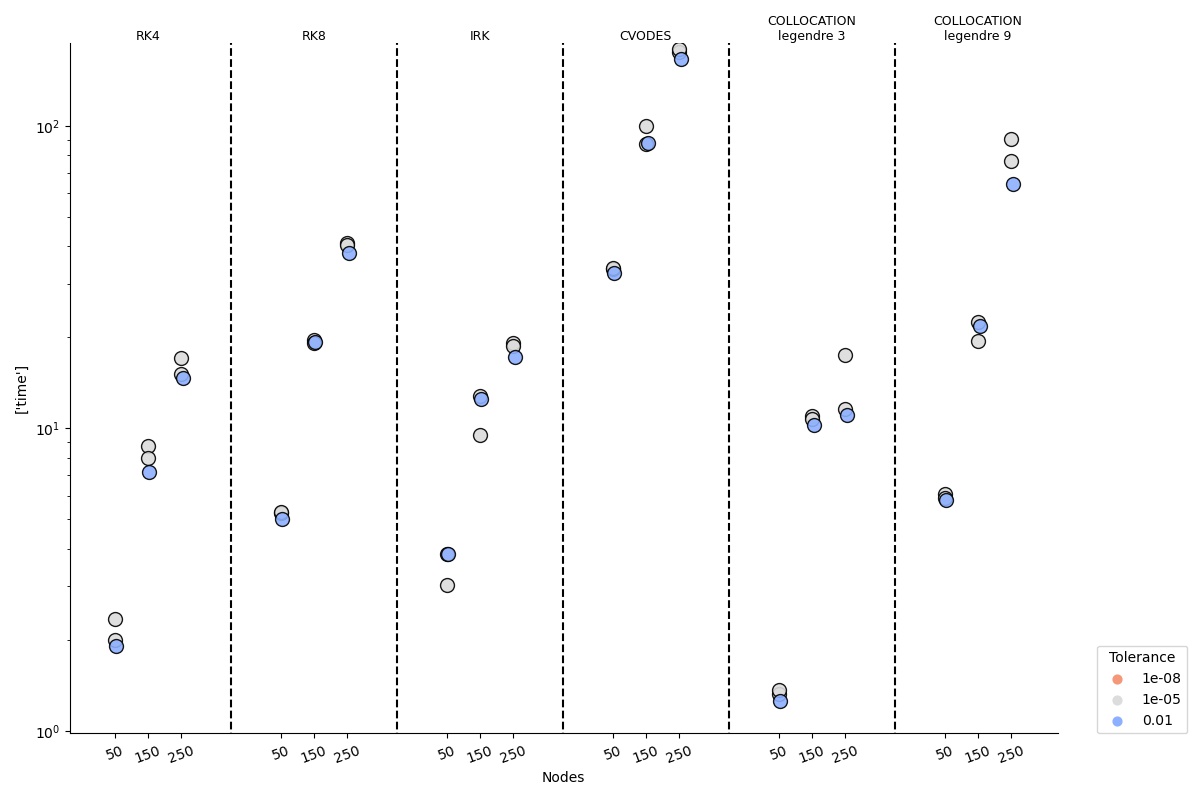 RK4
RK8
IRK
CVODES
COLLOCATION
legendre 3
COLLOCATION
legendre 9
['time']
10²
10¹
10⁰
50 150 250
50 150 250
50 150 250
50 150 250
50 150 250
50 150 250
Nodes
Tolerance
1e-08
1e-05
0.01